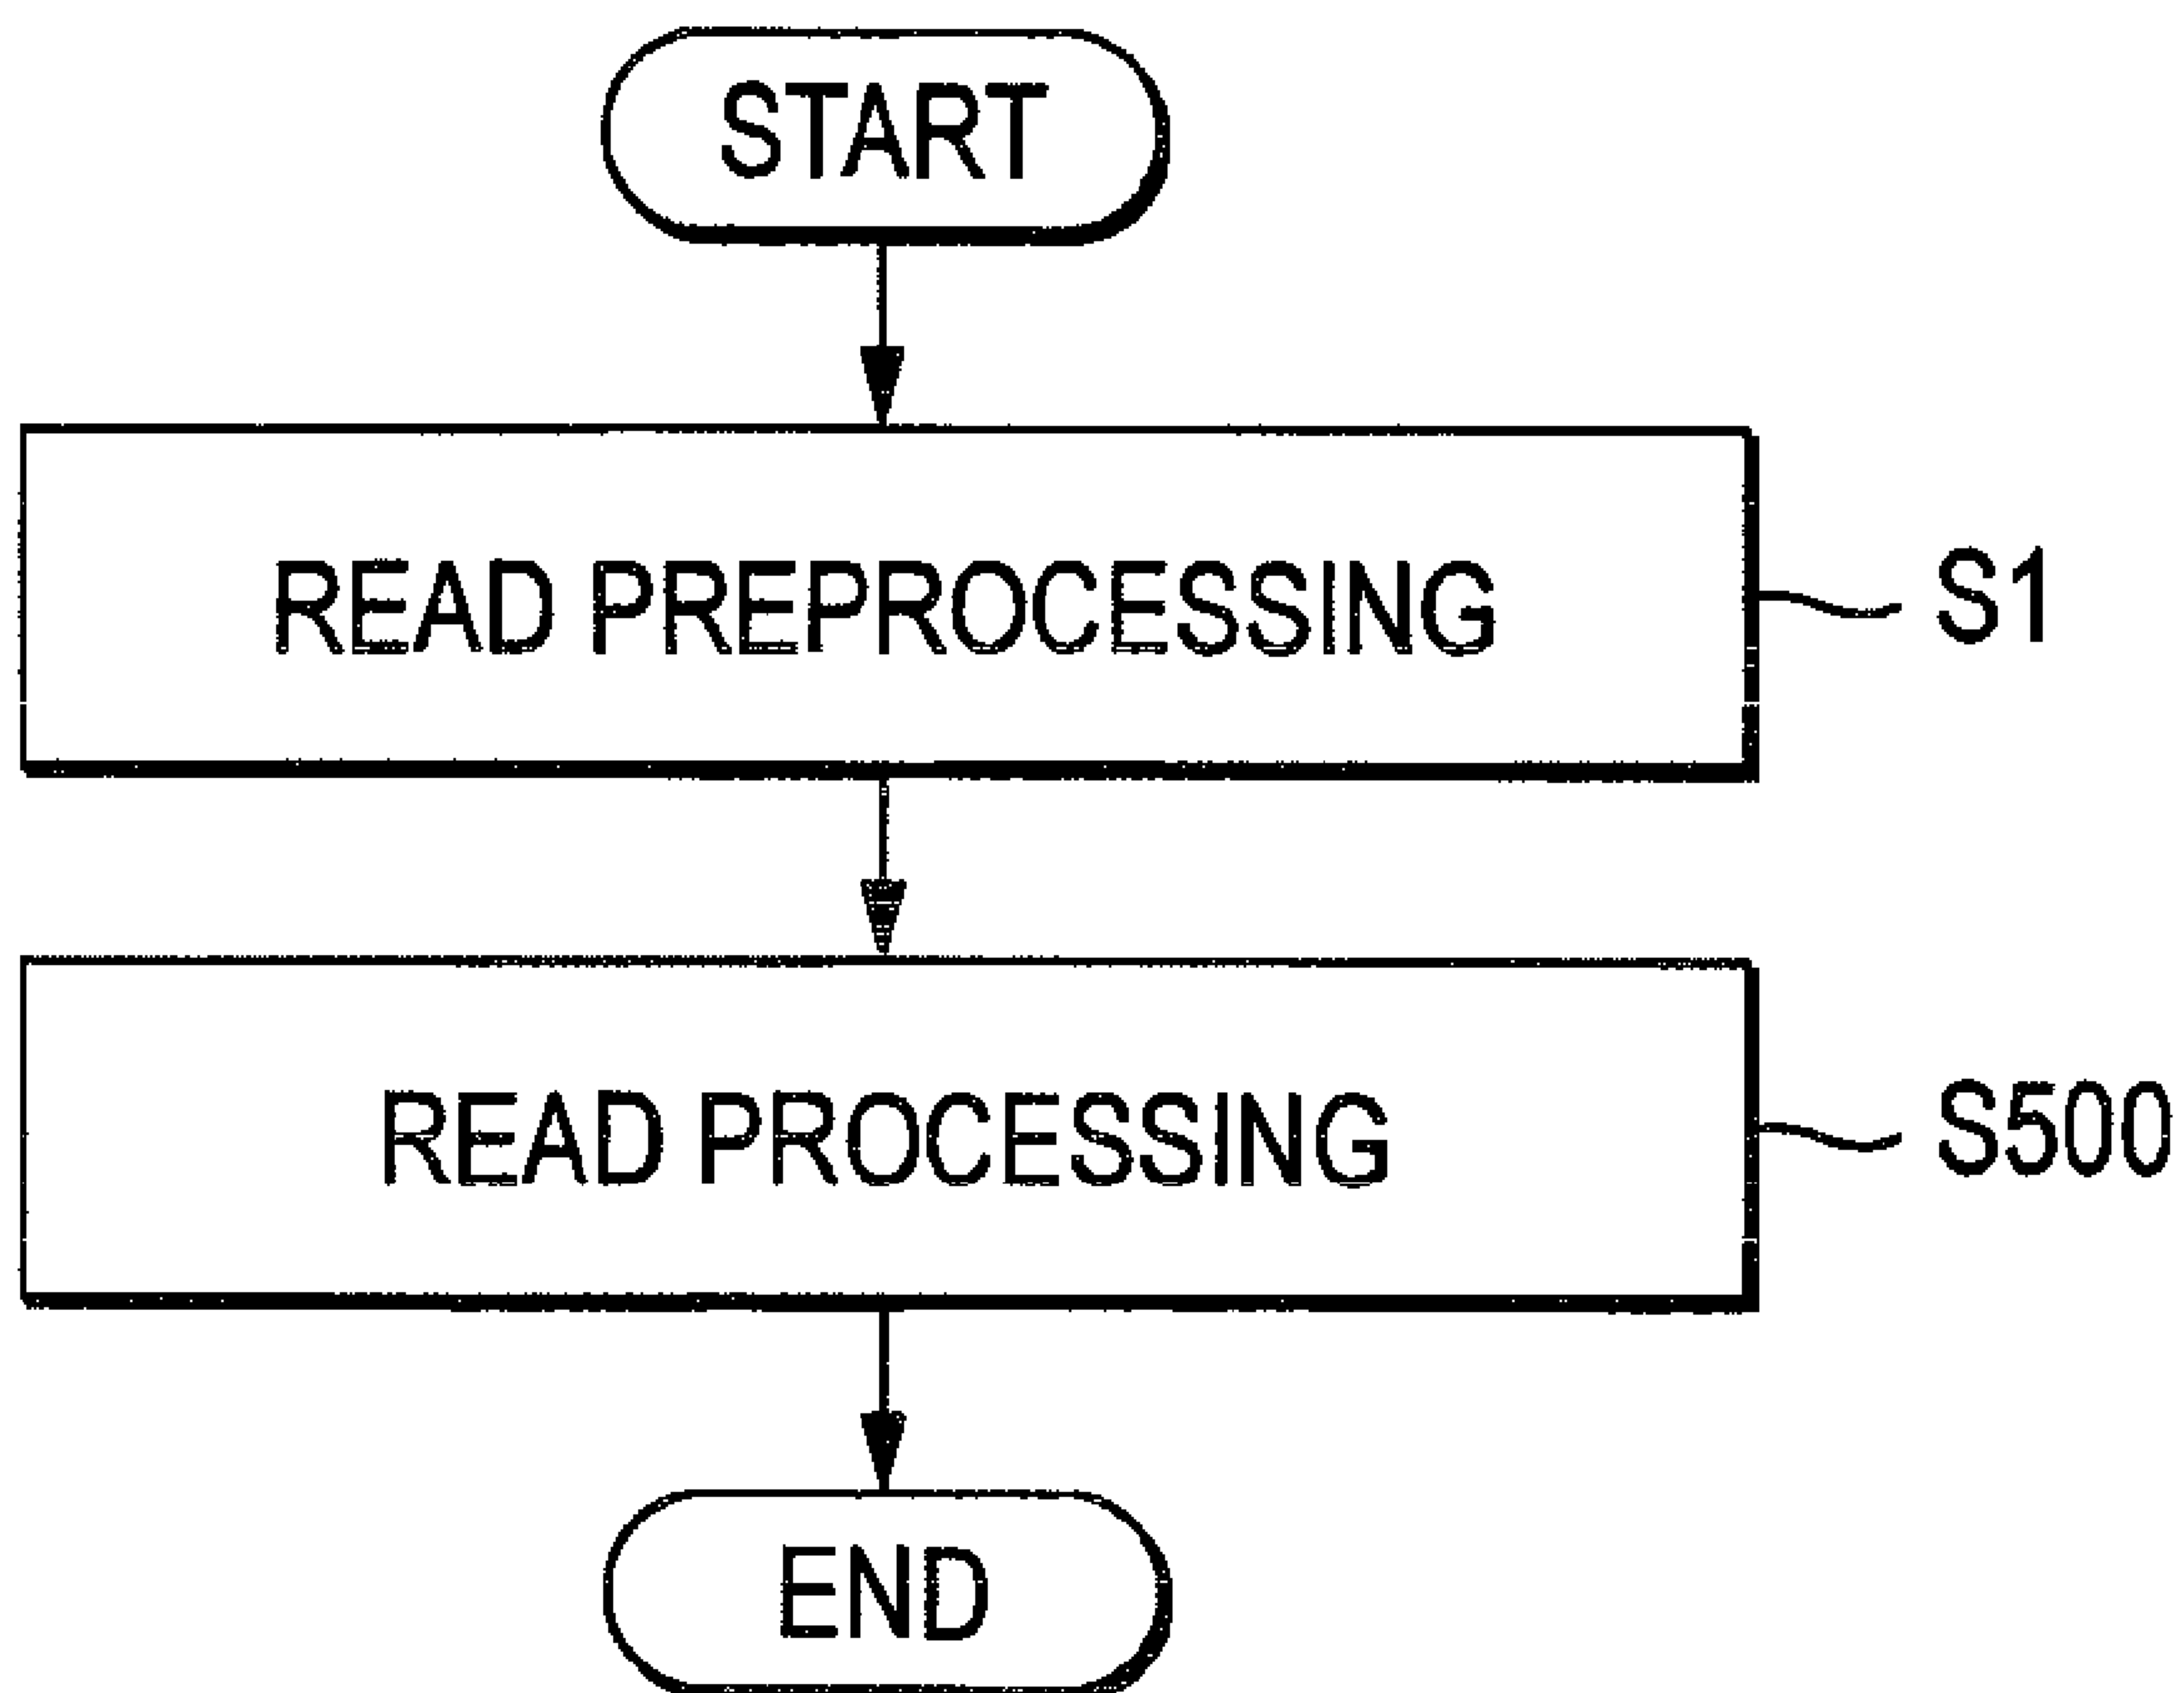 START
READ PREPROCESSING
S1
READ PROCESSING
S500
END